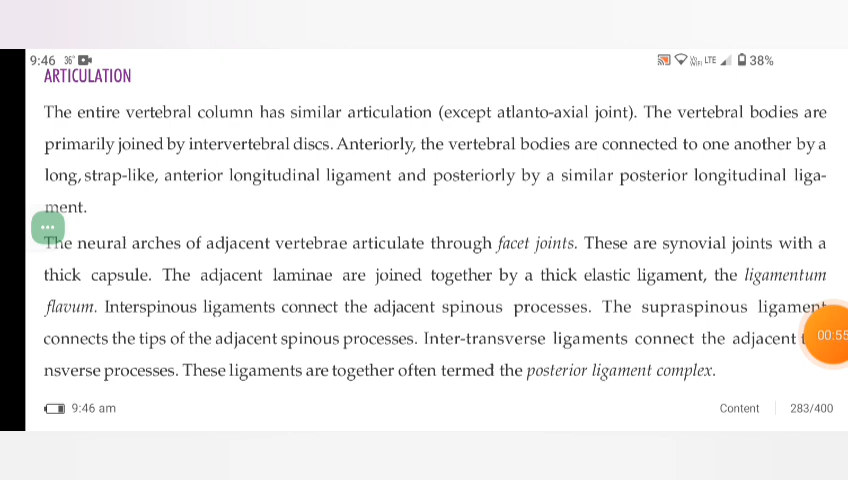 9:46 36° LTE 38%
ARTICULATION
The entire vertebral column has similar articulation (except atlanto-axial joint). The vertebral bodies are
primarily joined by intervertebral discs. Anteriorly, the vertebral bodies are connected to one another by a
long, strap-like, anterior longitudinal ligament and posteriorly by a similar posterior longitudinal liga-
ment.
The neural arches of adjacent vertebrae articulate through facet joints. These are synovial joints with a
thick capsule. The adjacent laminae are joined together by a thick elastic ligament, the ligamentum
flavum. Interspinous ligaments connect the adjacent spinous processes. The supraspinous ligament
connects the tips of the adjacent spinous processes. Inter-transverse ligaments connect the adjacent
00:55
nsverse processes. These ligaments are together often termed the posterior ligament complex.
9:46 am Content 283/400